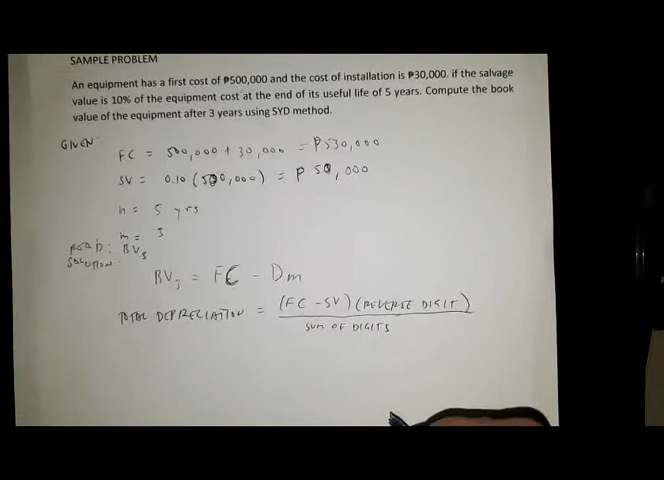 SAMPLE PROBLEM
An equipment has a first cost of ₱500,000 and the cost of installation is ₱30,000. if the salvage
value is 10% of the equipment cost at the end of its useful life of 5 years. Compute the book
value of the equipment after 3 years using SYD method.
GIVEN:
FC = 500,000 + 30,000 = ₱530,000
SV = 0.10 (500,000) = ₱ 50,000
n = 5 yrs
m = 3
REQ'D: BV3
SOLUTION:
BV3 = FC - Dm
TOTAL DEPRECIATION = (FC - SV) (REVERSE DIGIT)
SUM OF DIGITS